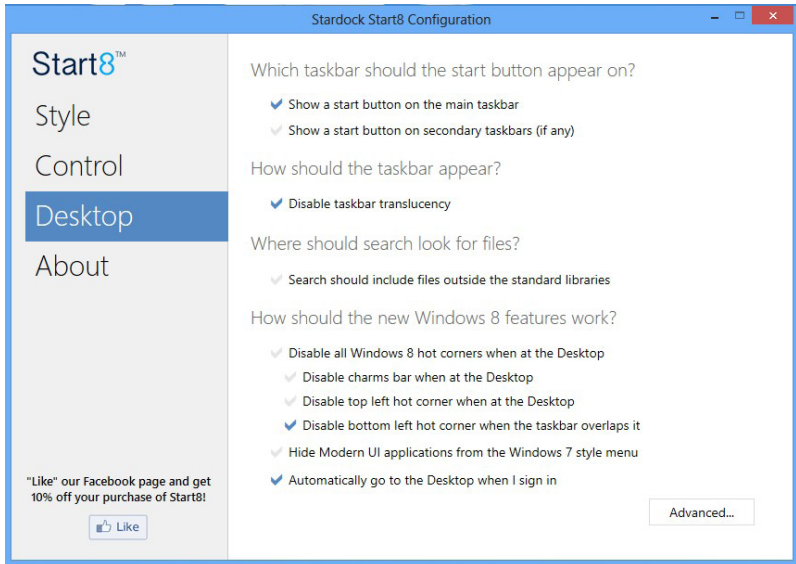 Stardock Start8 Configuration
Start8™
Style
Control
Desktop
About
"Like" our Facebook page and get
10% off your purchase of Start8!
Like
Which taskbar should the start button appear on?
Show a start button on the main taskbar
Show a start button on secondary taskbars (if any)
How should the taskbar appear?
Disable taskbar translucency
Where should search look for files?
Search should include files outside the standard libraries
How should the new Windows 8 features work?
Disable all Windows 8 hot corners when at the Desktop
Disable charms bar when at the Desktop
Disable top left hot corner when at the Desktop
Disable bottom left hot corner when the taskbar overlaps it
Hide Modern UI applications from the Windows 7 style menu
Automatically go to the Desktop when I sign in
Advanced...